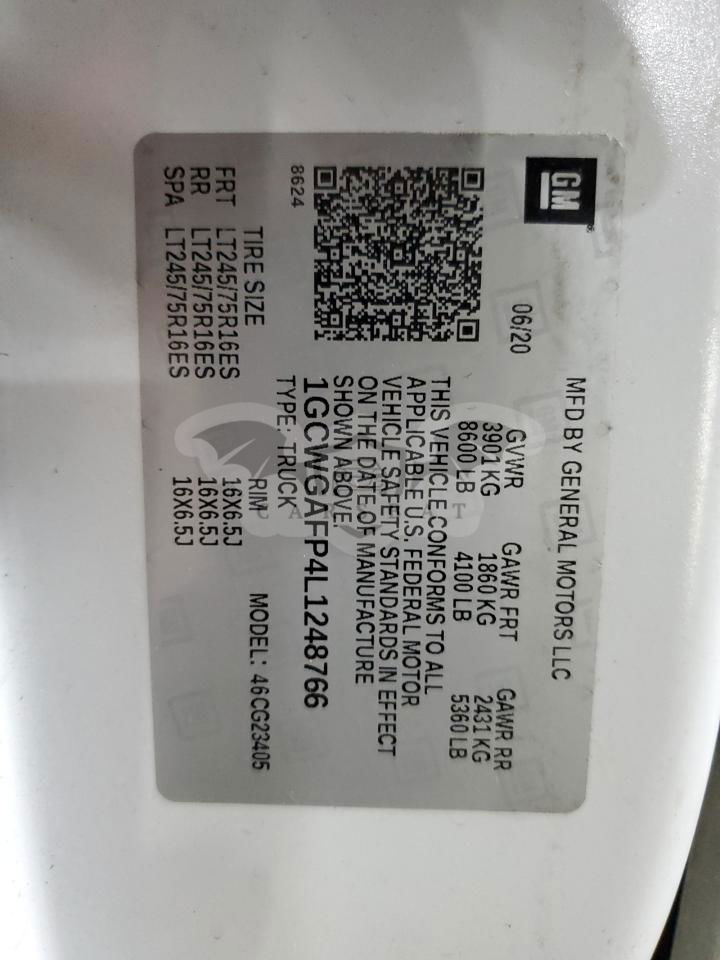 GM
MFD BY GENERAL MOTORS LLC
06/20
GVWR GAWR FRT GAWR RR
3901 KG 1860 KG 2431 KG
8600 LB 4100 LB 5360 LB
THIS VEHICLE CONFORMS TO ALL
APPLICABLE U.S. FEDERAL MOTOR
VEHICLE SAFETY STANDARDS IN EFFECT
ON THE DATE OF MANUFACTURE
SHOWN ABOVE.
1GCWGAFP4L1248766
8624
TYPE: TRUCK MODEL: 46CG23405
TIRE SIZE RIM
FRT LT245/75R16ES 16X6.5J
RR LT245/75R16ES 16X6.5J
SPA LT245/75R16ES 16X6.5J